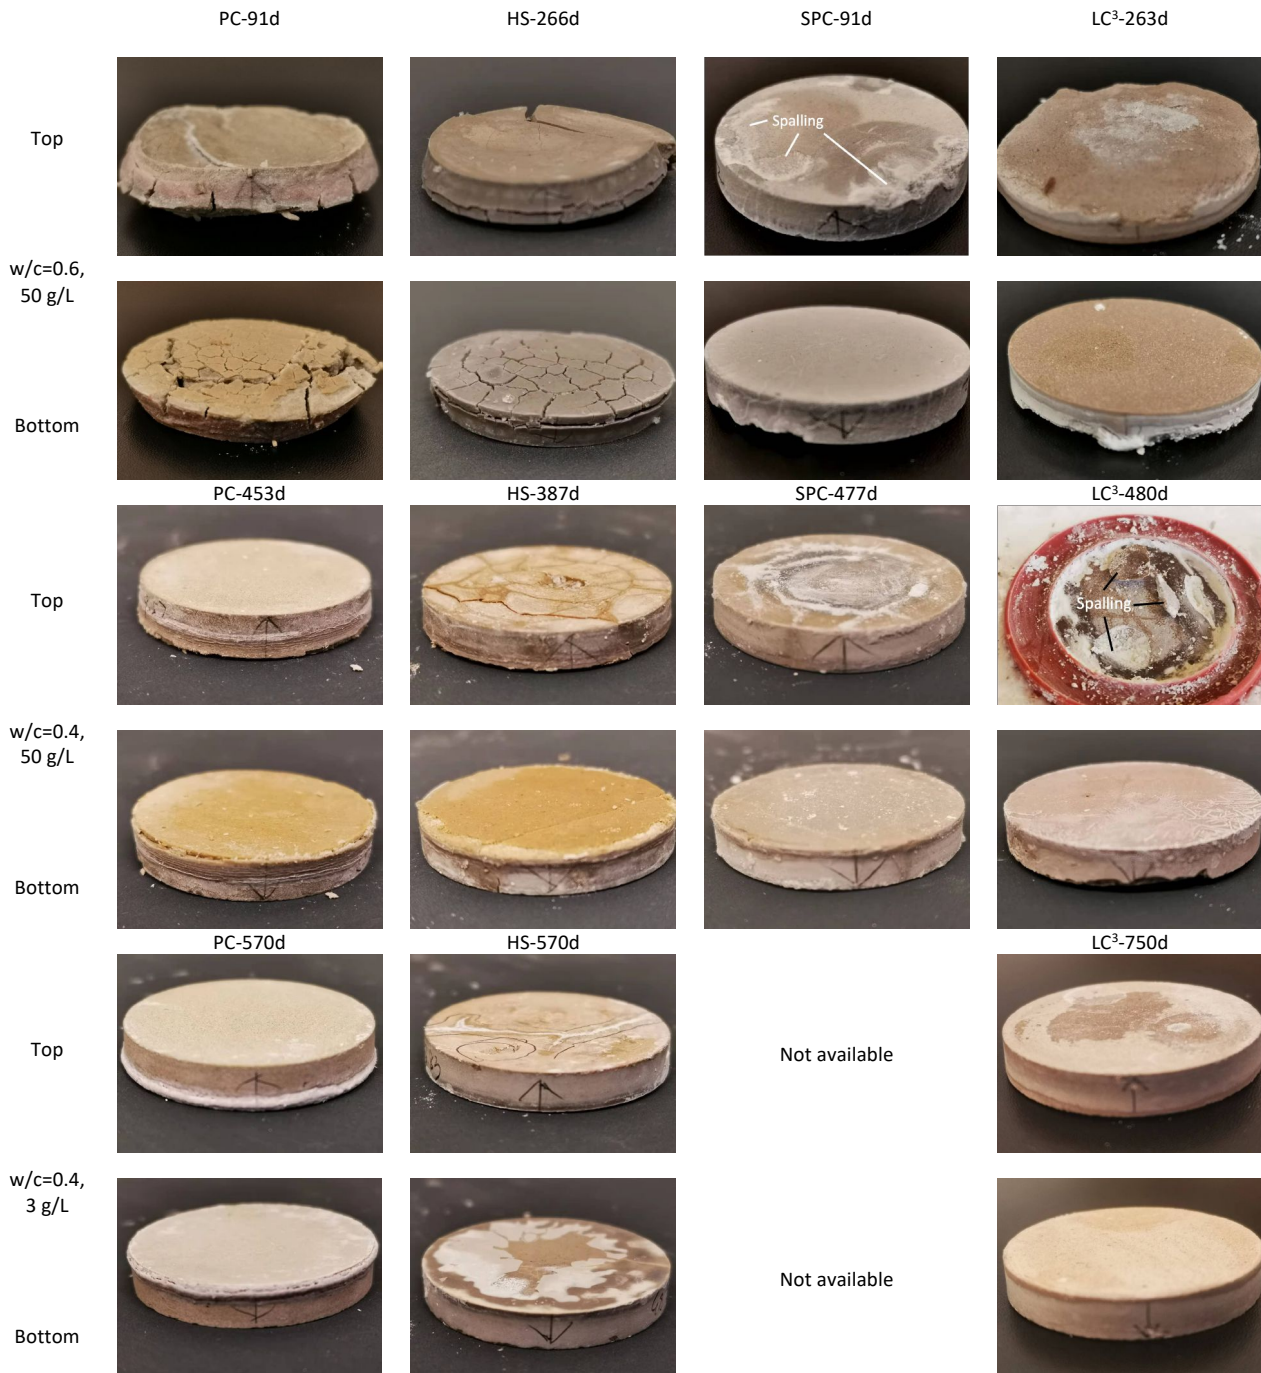 PC-91d
HS-266d
SPC-91d
LC³-263d
Top
Spalling
w/c=0.6,
50 g/L
Bottom
PC-453d
HS-387d
SPC-477d
LC³-480d
Top
Spalling
w/c=0.4,
50 g/L
Bottom
PC-570d
HS-570d
LC³-750d
Top
Not available
w/c=0.4,
3 g/L
Not available
Bottom